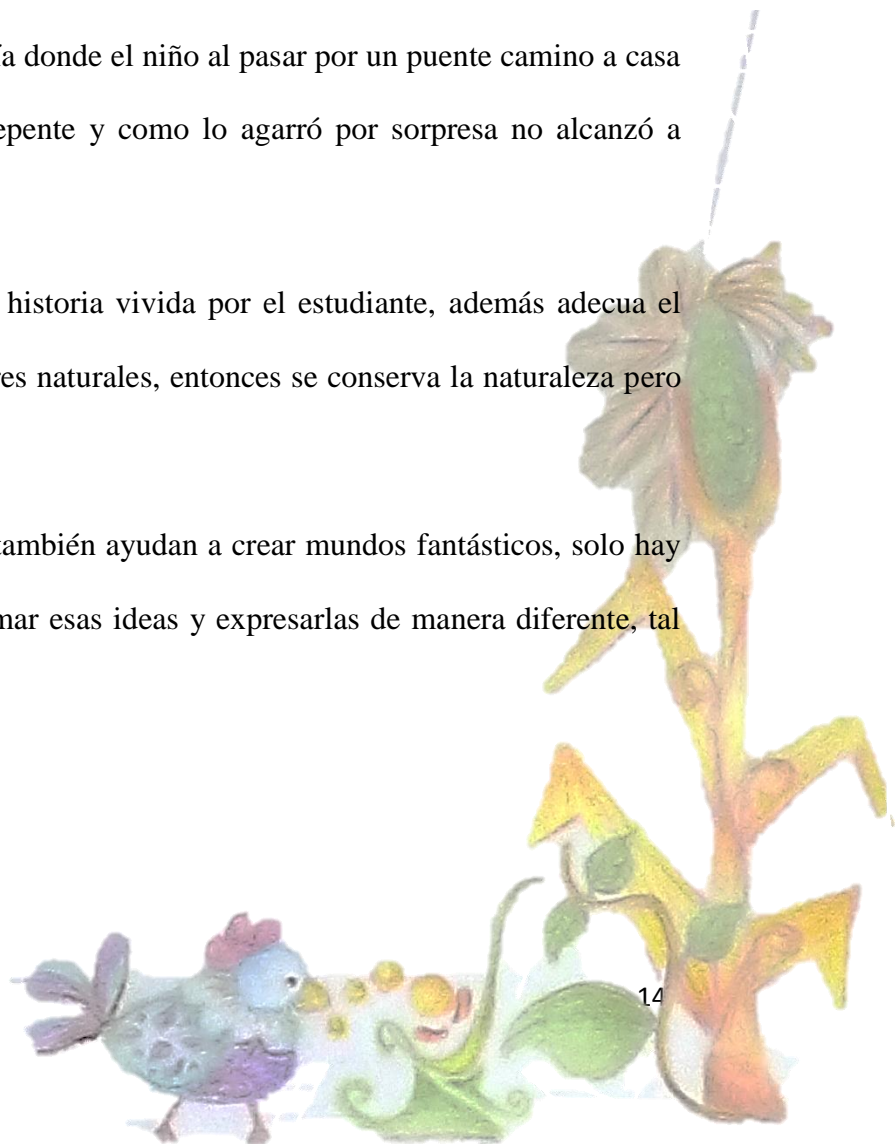 ía donde el niño al pasar por un puente camino a casa
epente y como lo agarró por sorpresa no alcanzó a
historia vivida por el estudiante, además adecua el
res naturales, entonces se conserva la naturaleza pero
también ayudan a crear mundos fantásticos, solo hay
mar esas ideas y expresarlas de manera diferente, tal
14